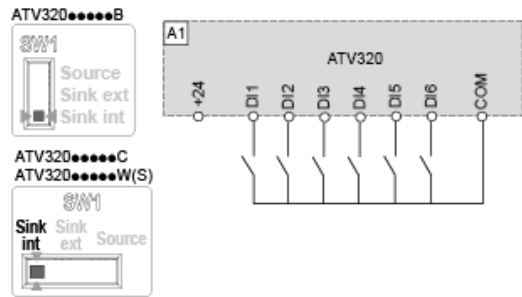 ATV320●●●●●B
SW1
Source
Sink ext
Sink int
ATV320●●●●●C
ATV320●●●●●W(S)
SW1
Sink int
Sink ext
Source
A1
ATV320
+24
DI1
DI2
DI3
DI4
DI5
DI6
COM